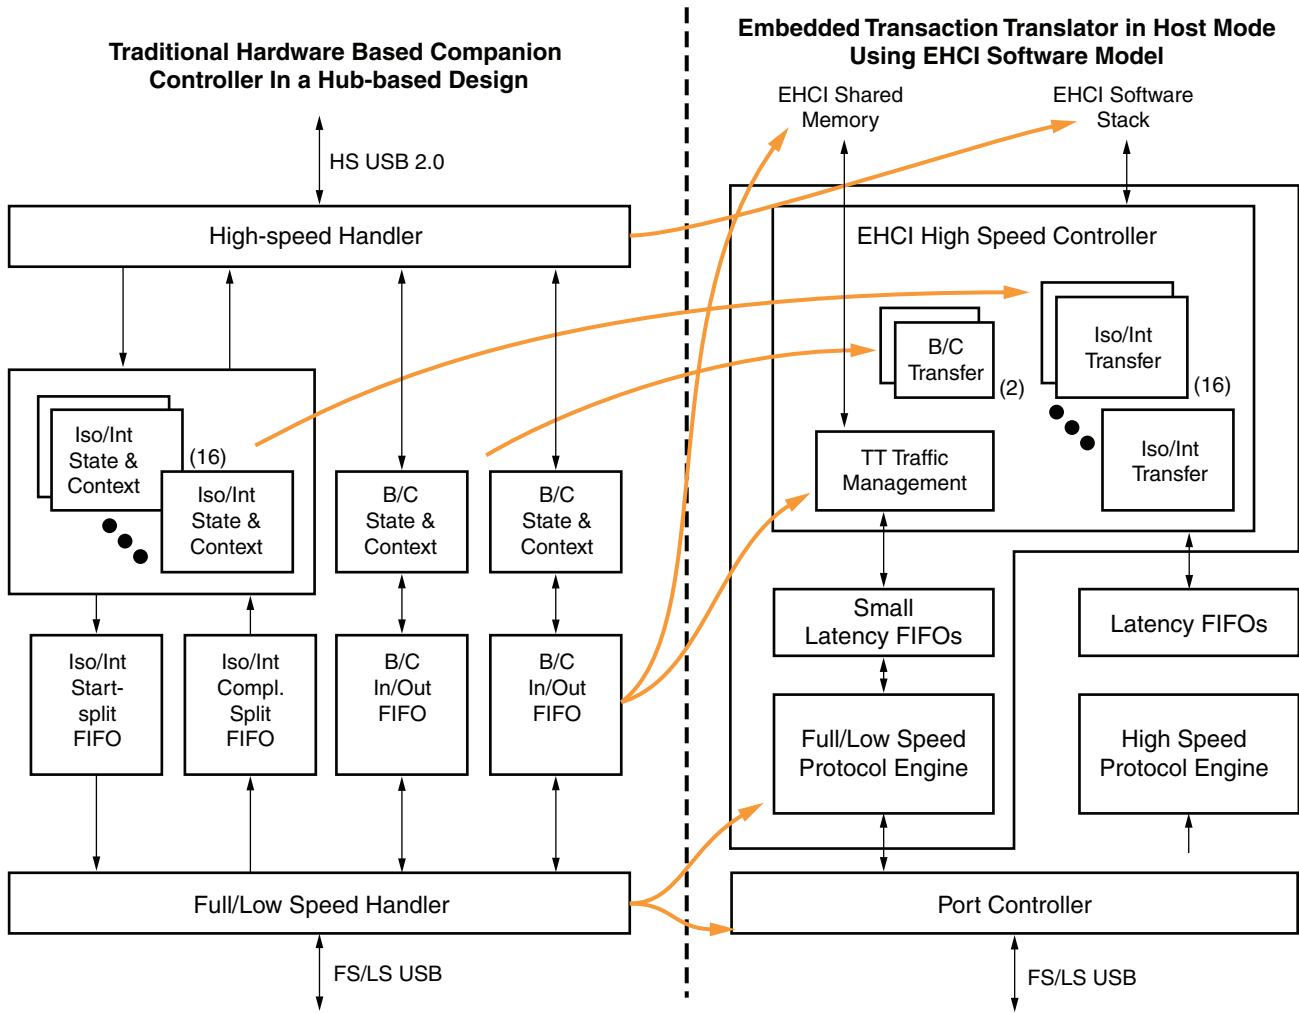 Traditional Hardware Based Companion
Controller In a Hub-based Design
HS USB 2.0
High-speed Handler
Iso/Int
State &
Context
(16)
Iso/Int
State &
Context
B/C
State &
Context
B/C
State &
Context
Iso/Int
Start-
split
FIFO
Iso/Int
Compl.
Split
FIFO
B/C
In/Out
FIFO
B/C
In/Out
FIFO
Full/Low Speed Handler
FS/LS USB
Embedded Transaction Translator in Host Mode
Using EHCI Software Model
EHCI Shared
Memory
EHCI Software
Stack
EHCI High Speed Controller
B/C
Transfer
(2)
Iso/Int
Transfer
(16)
Iso/Int
Transfer
TT Traffic
Management
Small
Latency FIFOs
Latency FIFOs
Full/Low Speed
Protocol Engine
High Speed
Protocol Engine
Port Controller
FS/LS USB